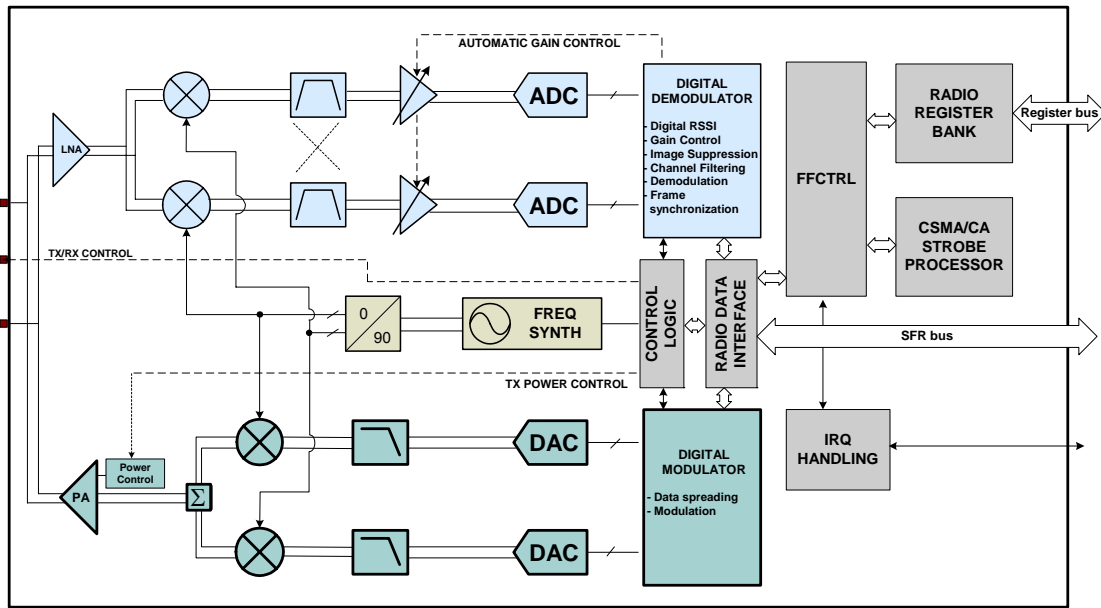 AUTOMATIC GAIN CONTROL
LNA
ADC
ADC
DIGITAL
DEMODULATOR
- Digital RSSI
- Gain Control
- Image Suppression
- Channel Filtering
- Demodulation
- Frame
synchronization
FFCTRL
RADIO
REGISTER
BANK
Register bus
CSMA/CA
STROBE
PROCESSOR
TX/RX CONTROL
0
90
FREQ
SYNTH
CONTROL
LOGIC
RADIO DATA
INTERFACE
SFR bus
TX POWER CONTROL
Power
Control
PA
Σ
DAC
DAC
DIGITAL
MODULATOR
- Data spreading
- Modulation
IRQ
HANDLING